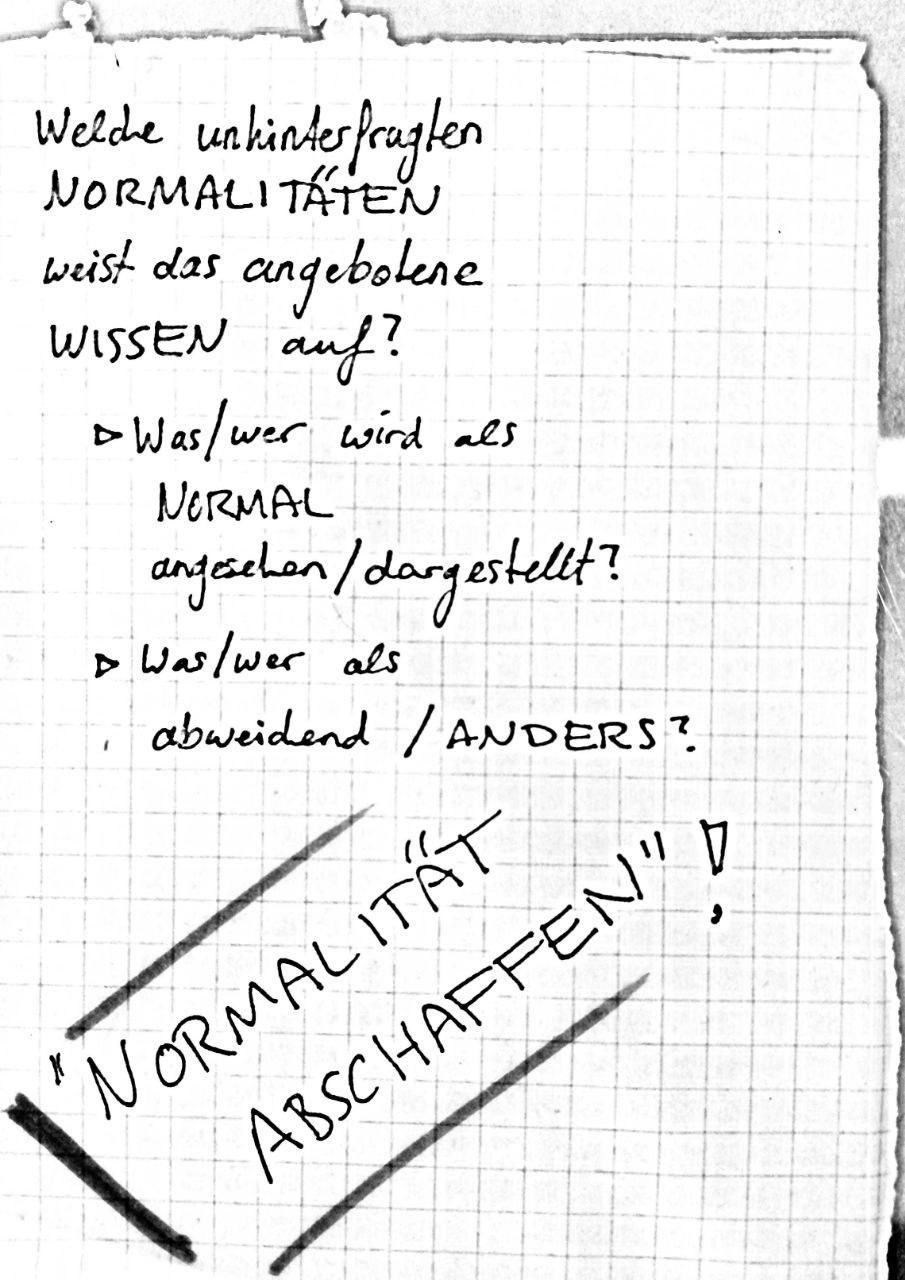 Welche unhinterfragten
NORMALITÄTEN
weist das angebotene
WISSEN auf?
▷ Was/wer wird als
NORMAL
angesehen/dargestellt?
▷ Was/wer als
abweichend / ANDERS?
"NORMALITÄT
ABSCHAFFEN"!